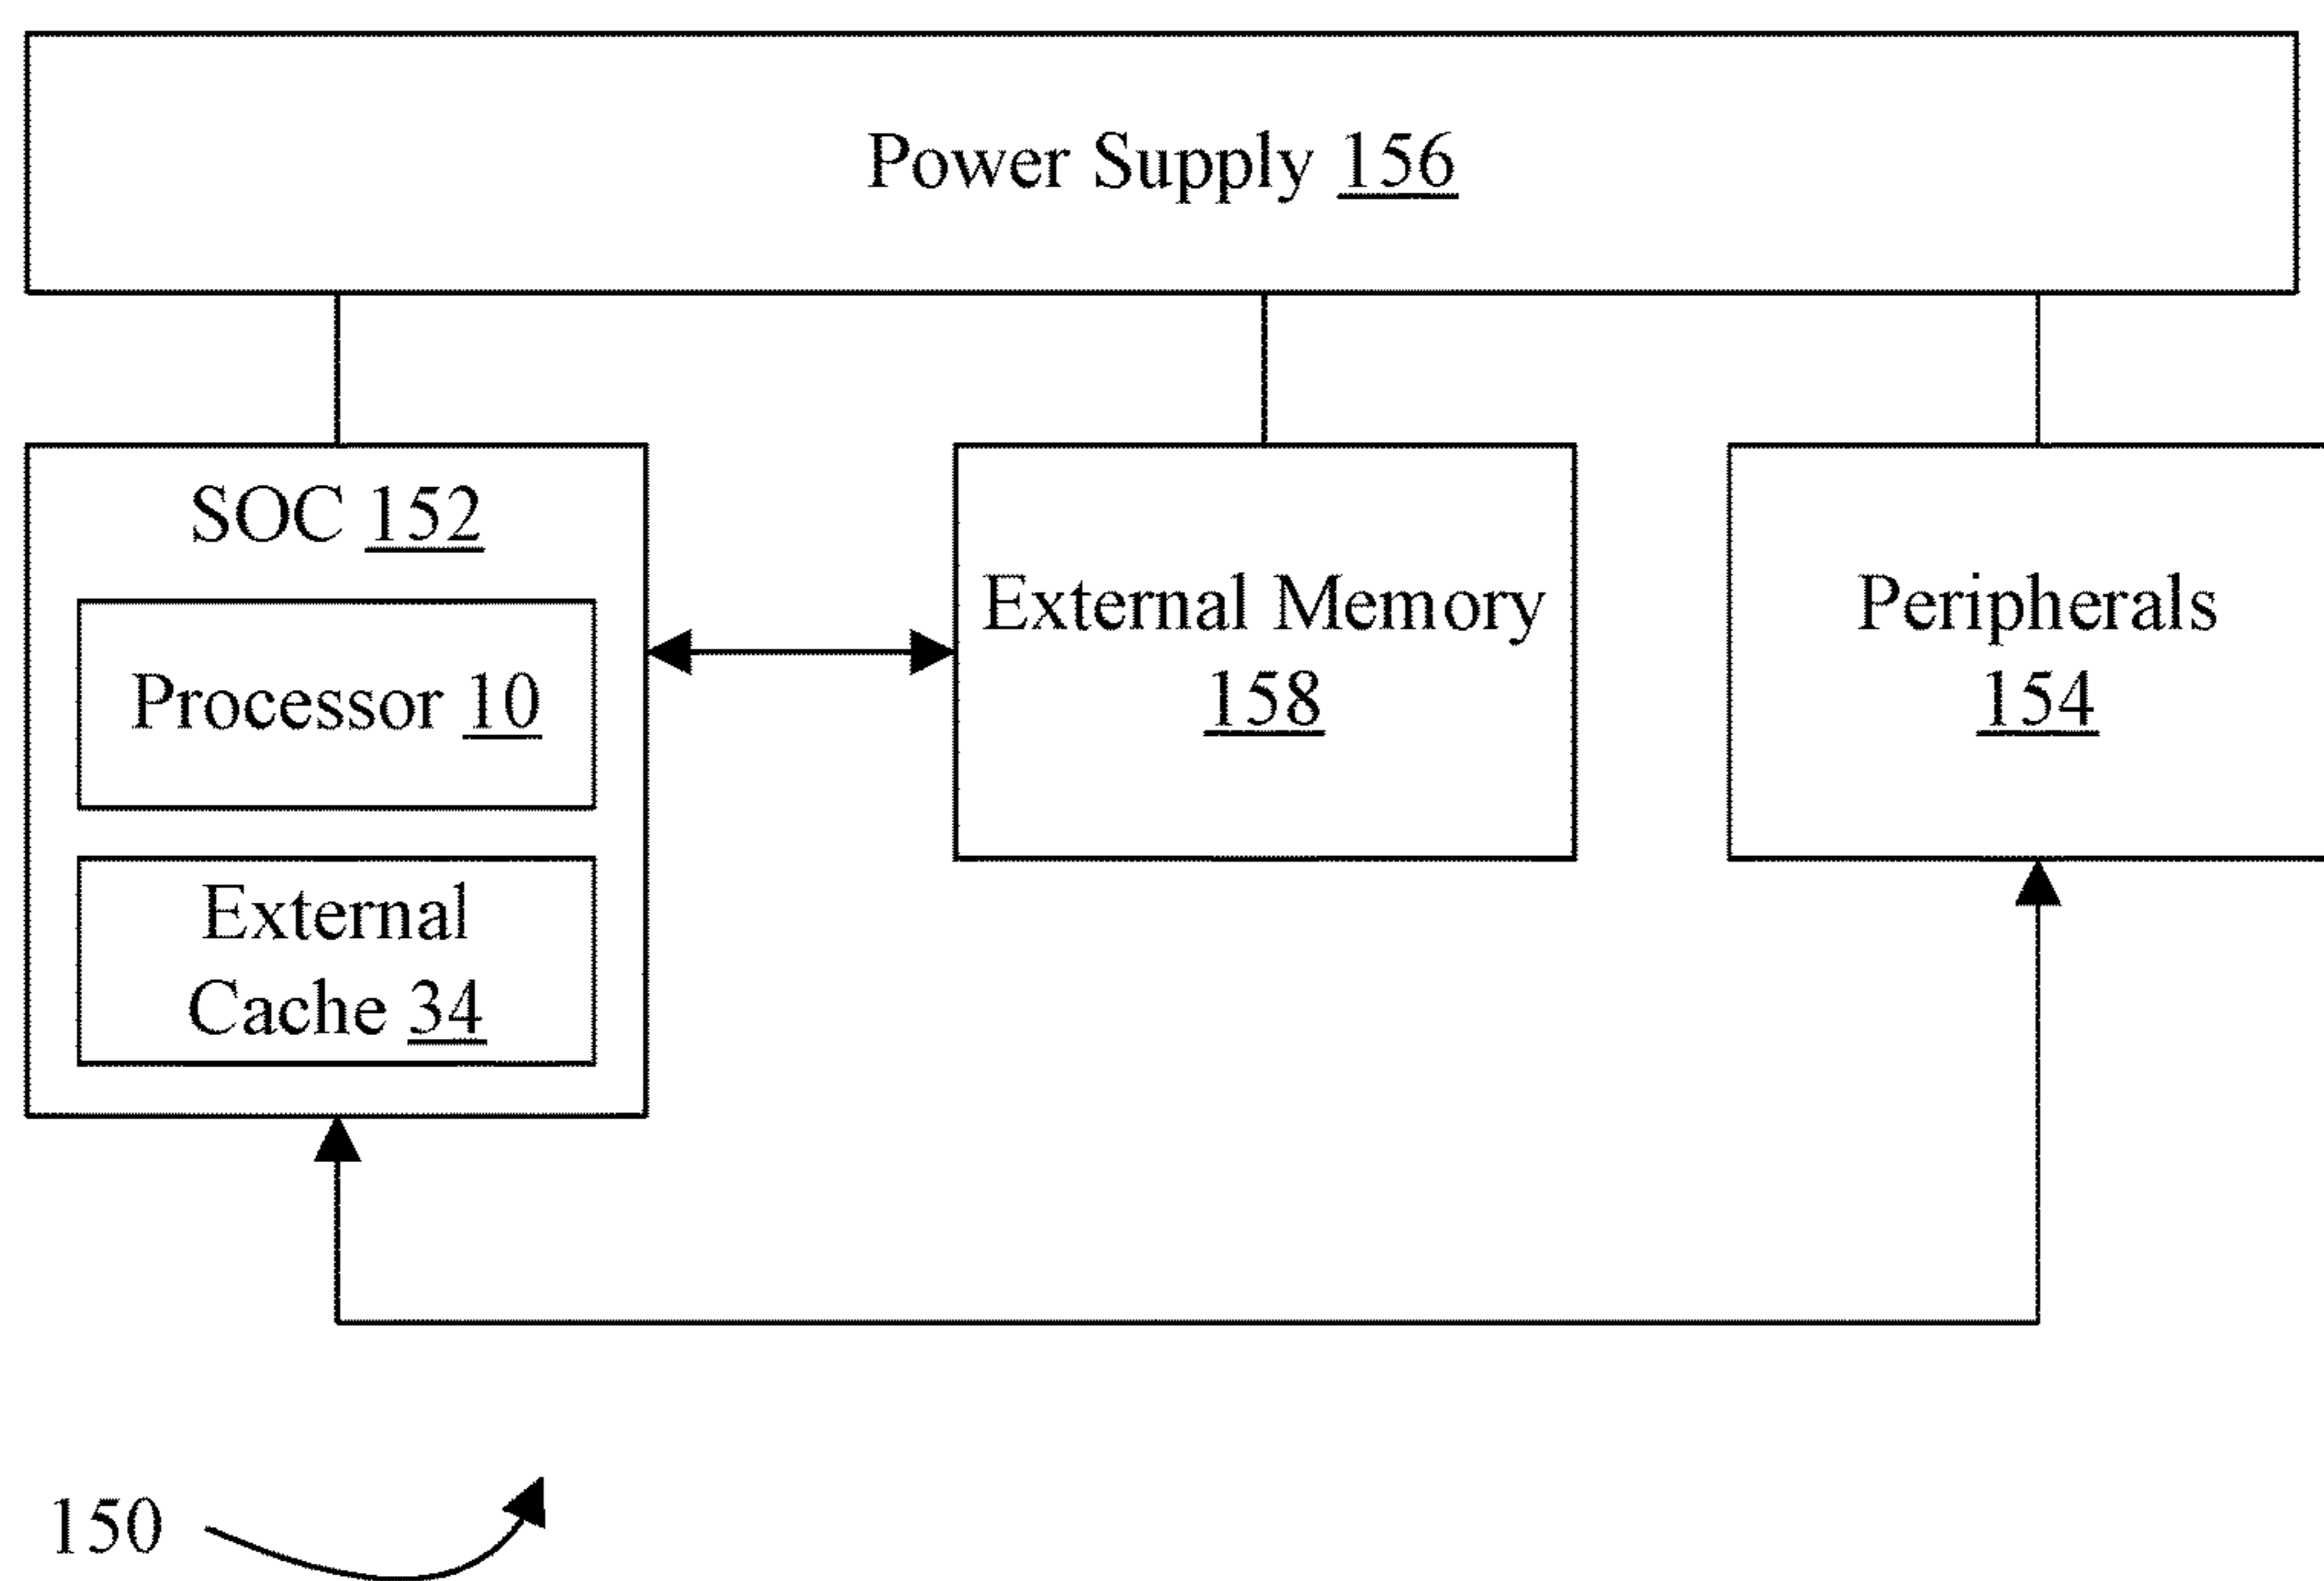 Power Supply 156
SOC 152
Processor 10
External
Cache 34
External Memory
158
Peripherals
154
150